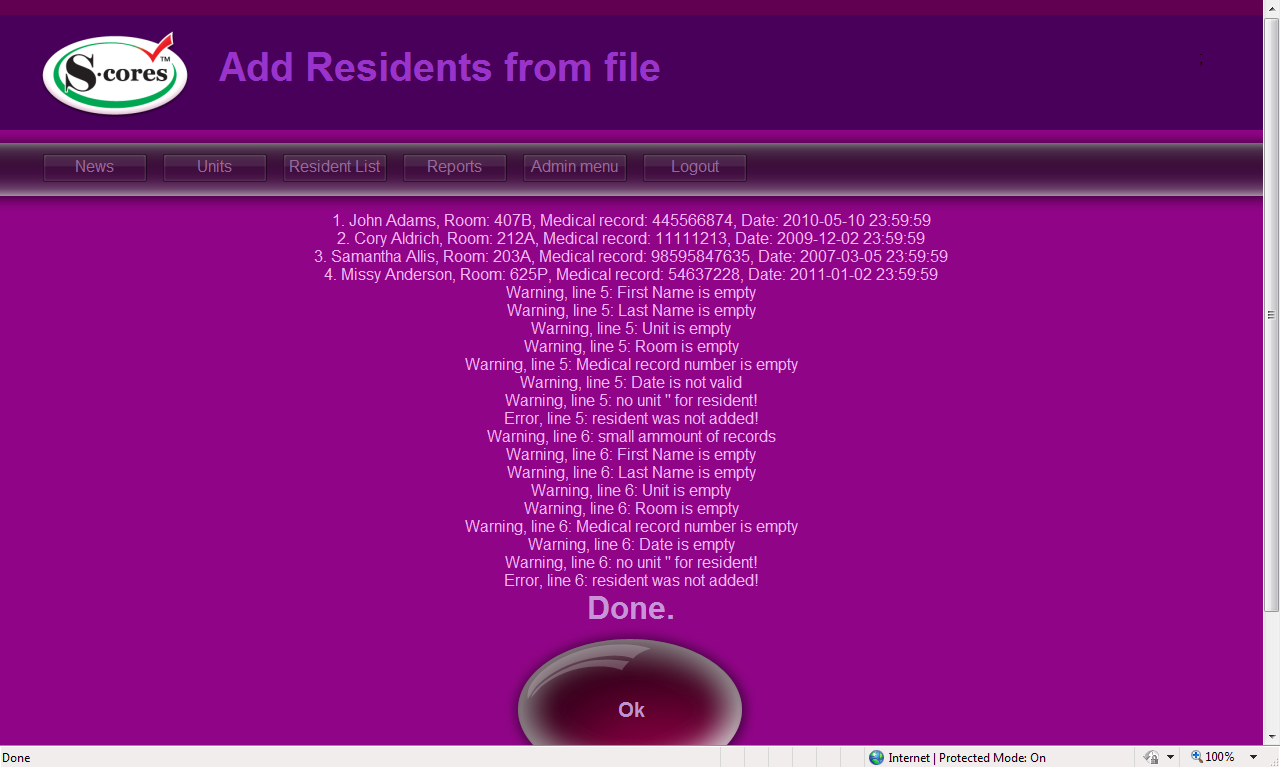 S·cores™
Add Residents from file
News Units Resident List Reports Admin menu Logout
1. John Adams, Room: 407B, Medical record: 445566874, Date: 2010-05-10 23:59:59
2. Cory Aldrich, Room: 212A, Medical record: 11111213, Date: 2009-12-02 23:59:59
3. Samantha Allis, Room: 203A, Medical record: 98595847635, Date: 2007-03-05 23:59:59
4. Missy Anderson, Room: 625P, Medical record: 54637228, Date: 2011-01-02 23:59:59
Warning, line 5: First Name is empty
Warning, line 5: Last Name is empty
Warning, line 5: Unit is empty
Warning, line 5: Room is empty
Warning, line 5: Medical record number is empty
Warning, line 5: Date is not valid
Warning, line 5: no unit '' for resident!
Error, line 5: resident was not added!
Warning, line 6: small ammount of records
Warning, line 6: First Name is empty
Warning, line 6: Last Name is empty
Warning, line 6: Unit is empty
Warning, line 6: Room is empty
Warning, line 6: Medical record number is empty
Warning, line 6: Date is empty
Warning, line 6: no unit '' for resident!
Error, line 6: resident was not added!
Done.
Ok
Done Internet | Protected Mode: On 100%